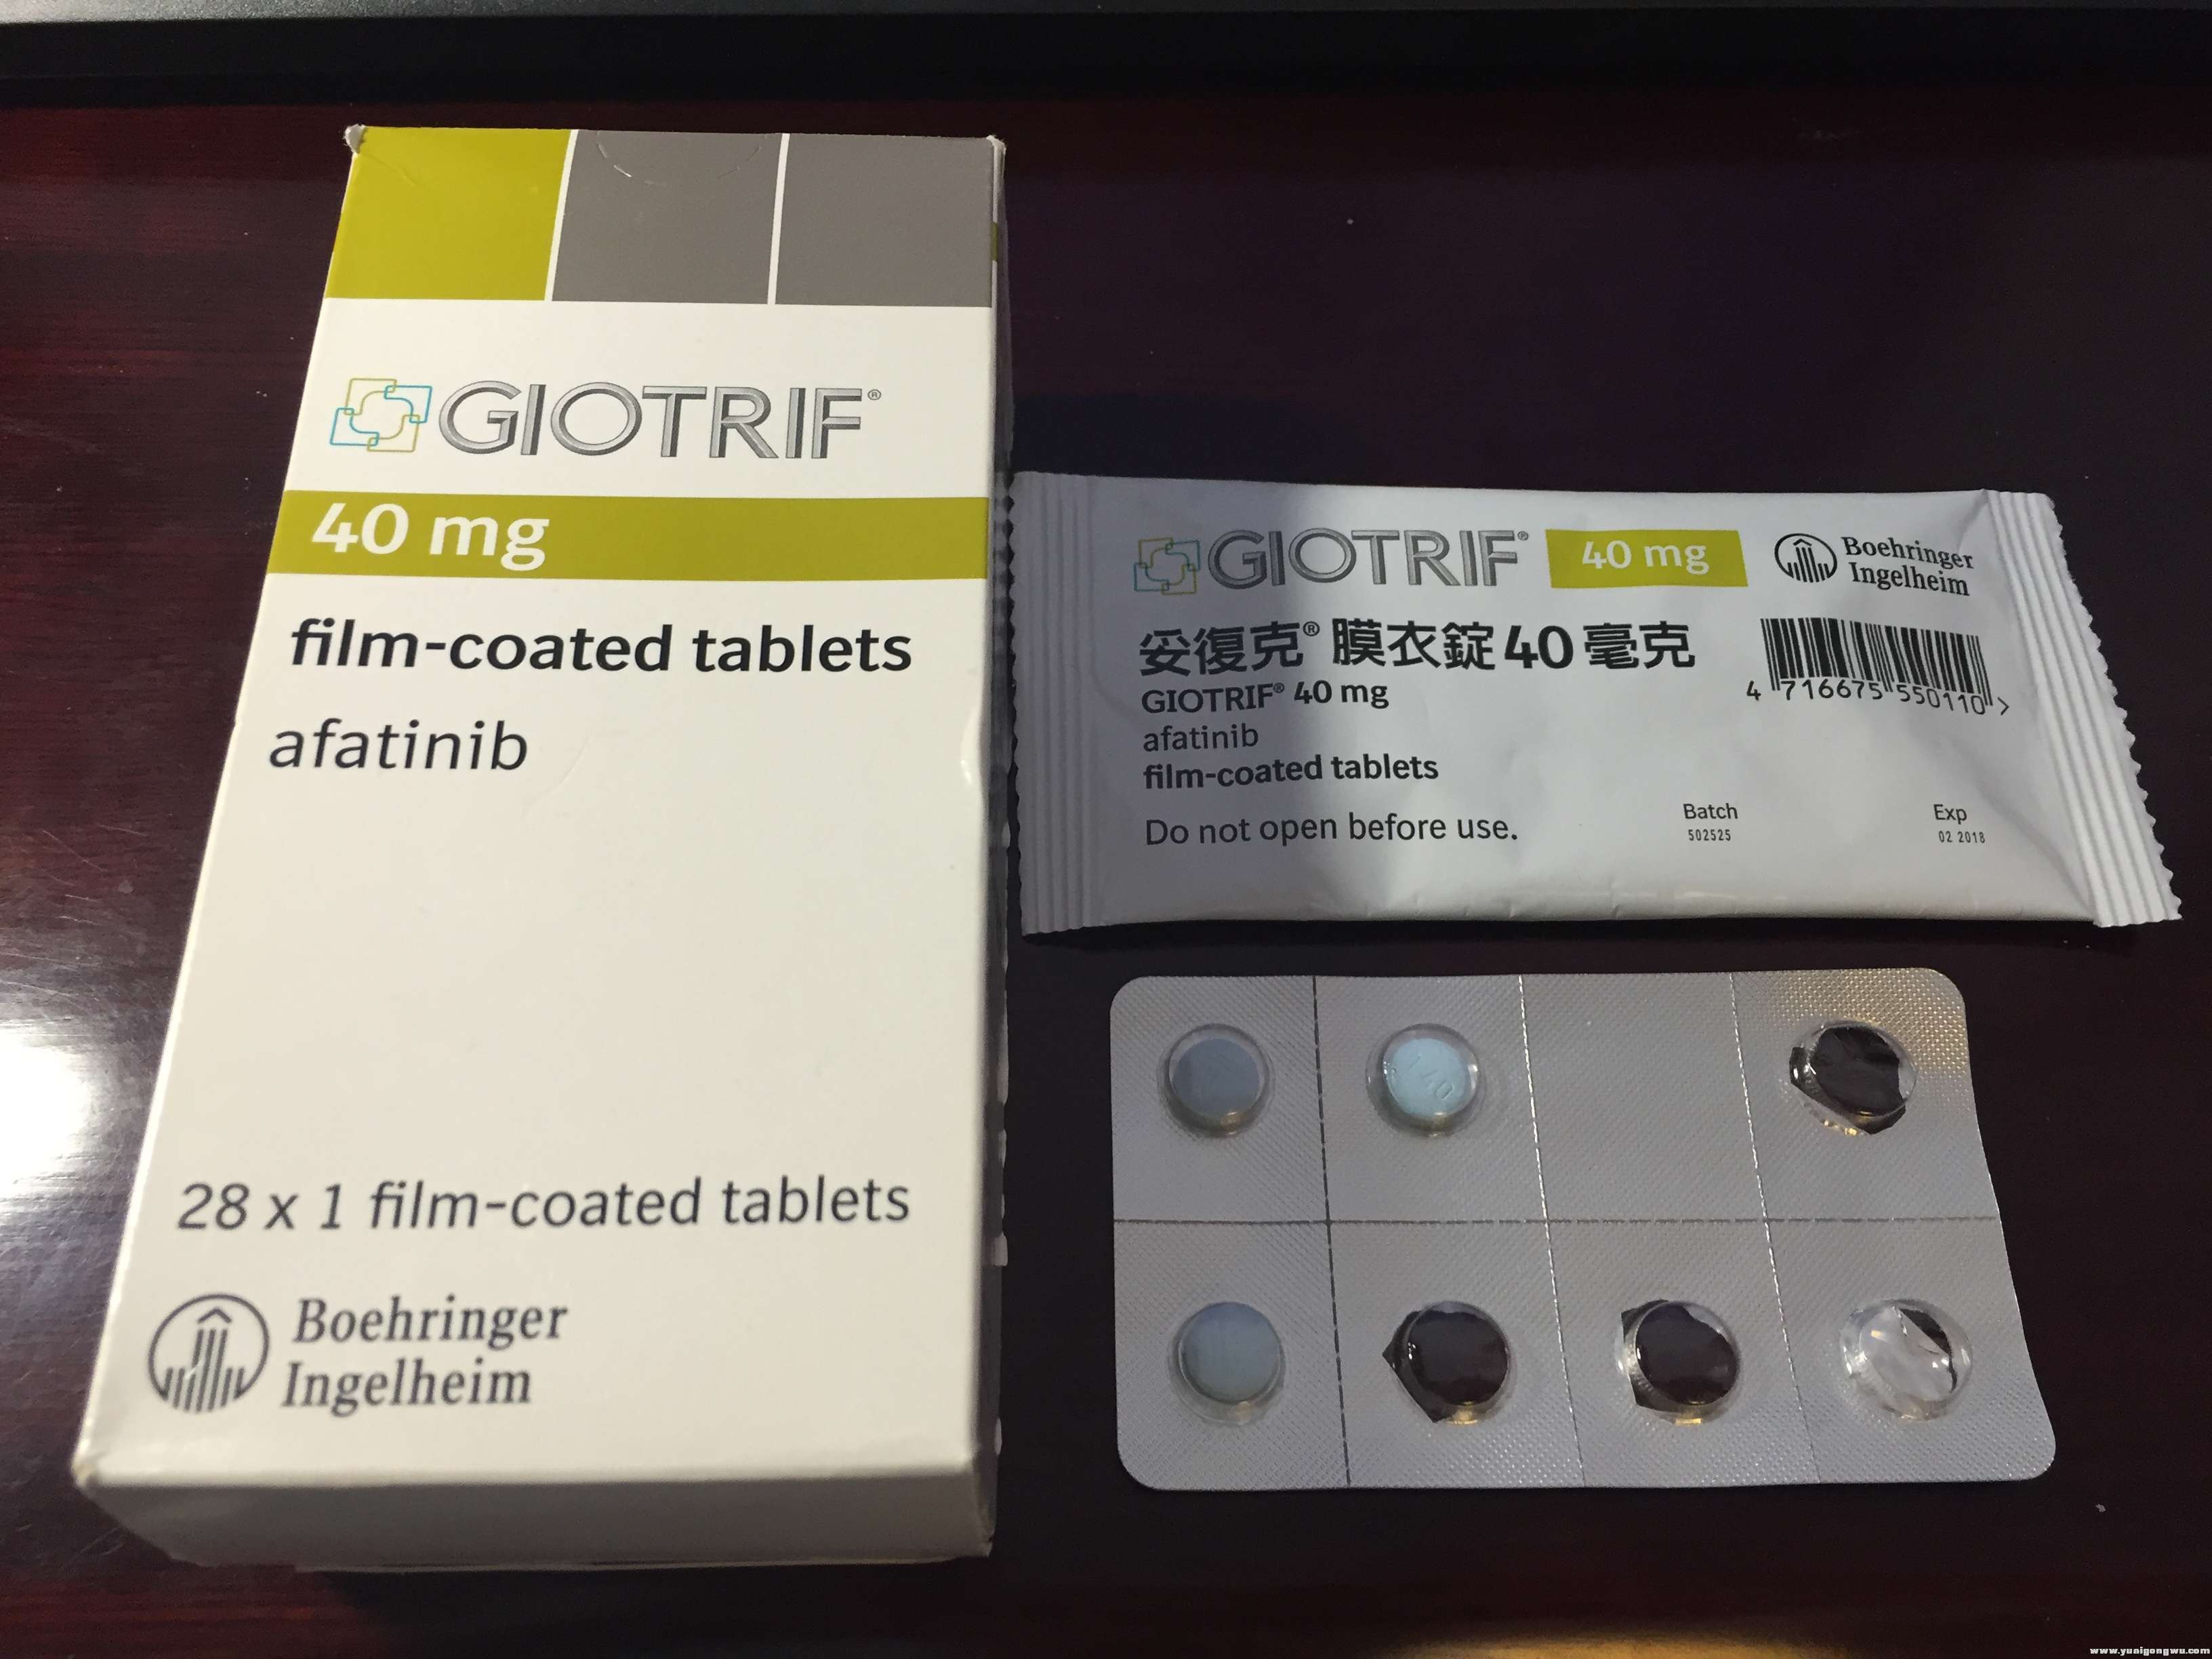 GIOTRIF®
40 mg
film-coated tablets
afatinib
28 x 1 film-coated tablets
Boehringer
Ingelheim
GIOTRIF® 40 mg
Boehringer
Ingelheim
妥復克® 膜衣錠40毫克
4 716675 550110 >
GIOTRIF® 40 mg
afatinib
film-coated tablets
Do not open before use.
Batch
502525
Exp
02 2018
www.yunigongwu.com